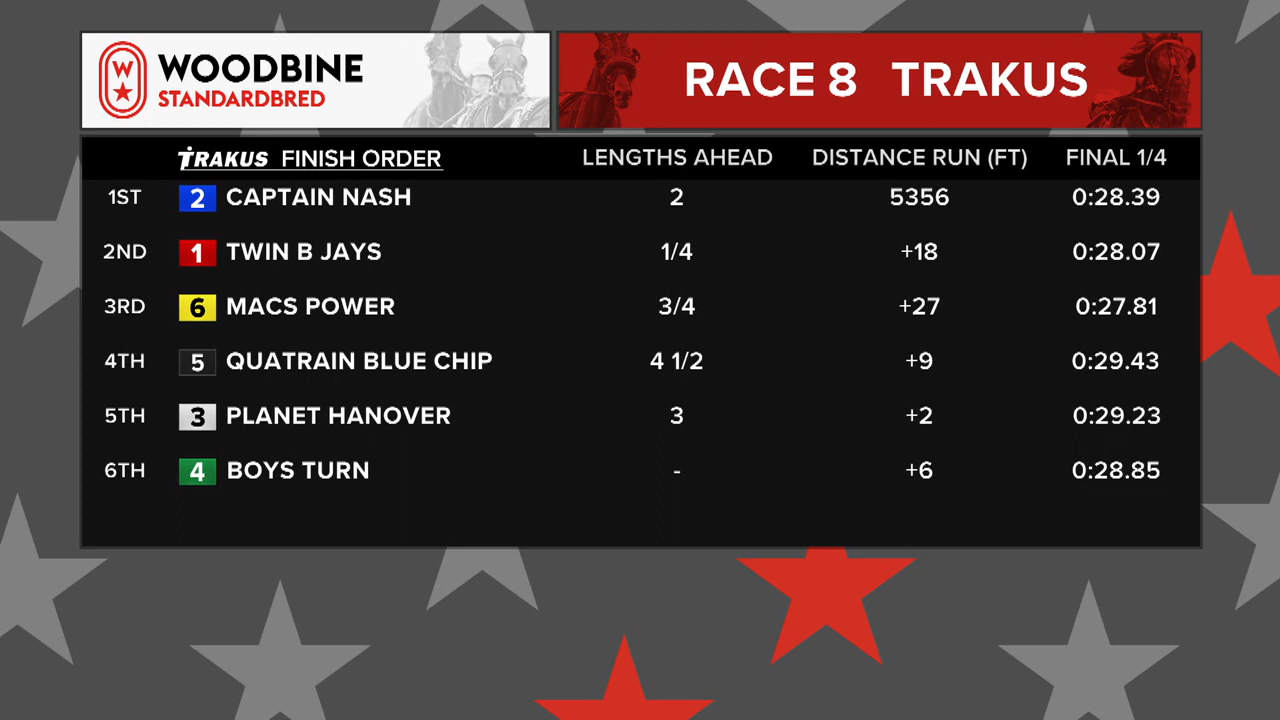 W
WOODBINE
STANDARDBRED
RACE 8 TRAKUS
TRAKUS FINISH ORDER LENGTHS AHEAD DISTANCE RUN (FT) FINAL 1/4
1ST 2 CAPTAIN NASH 2 5356 0:28.39
2ND 1 TWIN B JAYS 1/4 +18 0:28.07
3RD 6 MACS POWER 3/4 +27 0:27.81
4TH 5 QUATRAIN BLUE CHIP 4 1/2 +9 0:29.43
5TH 3 PLANET HANOVER 3 +2 0:29.23
6TH 4 BOYS TURN - +6 0:28.85